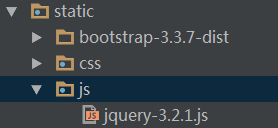 static
bootstrap-3.3.7-dist
css
js
jquery-3.2.1.js